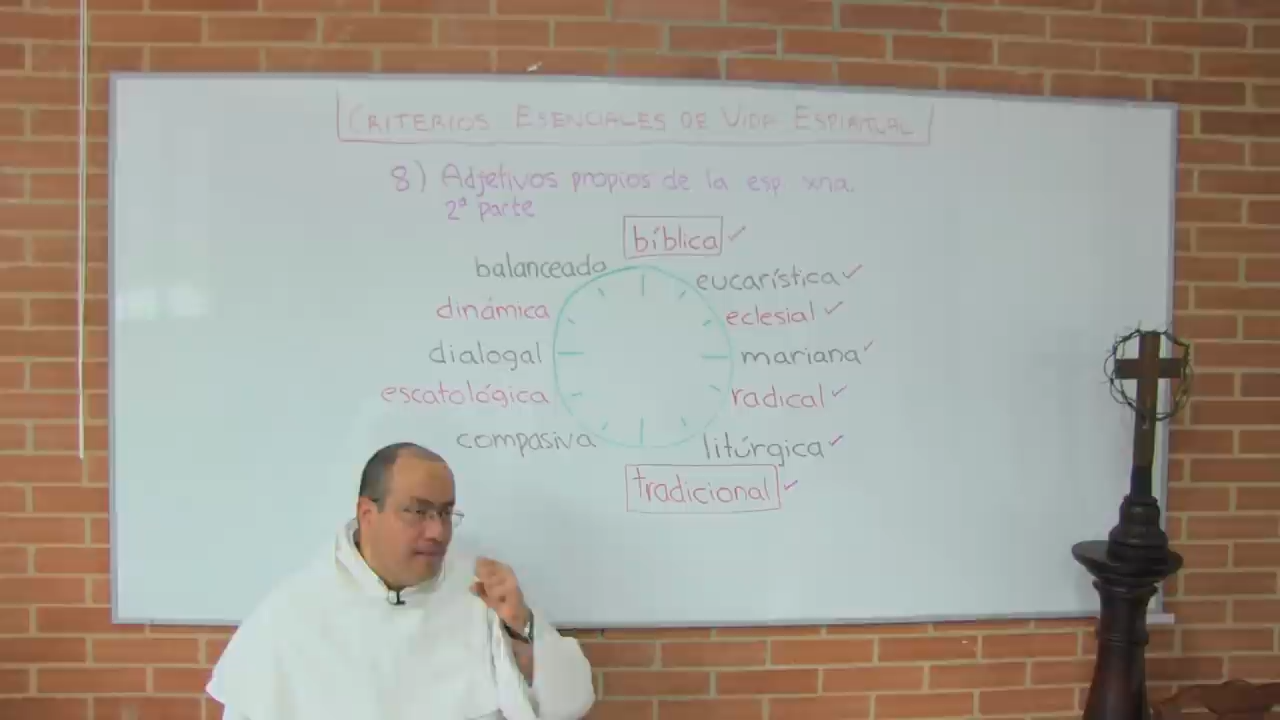 CRITERIOS ESENCIALES DE VIDA ESPIRITUAL
8) Adjetivos propios de la esp xna.
2ª parte
bíblica ✓
balanceado
eucarística ✓
dinámica
eclesial ✓
dialogal
mariana ✓
escatológica
radical ✓
compasiva
litúrgica ✓
tradicional ✓